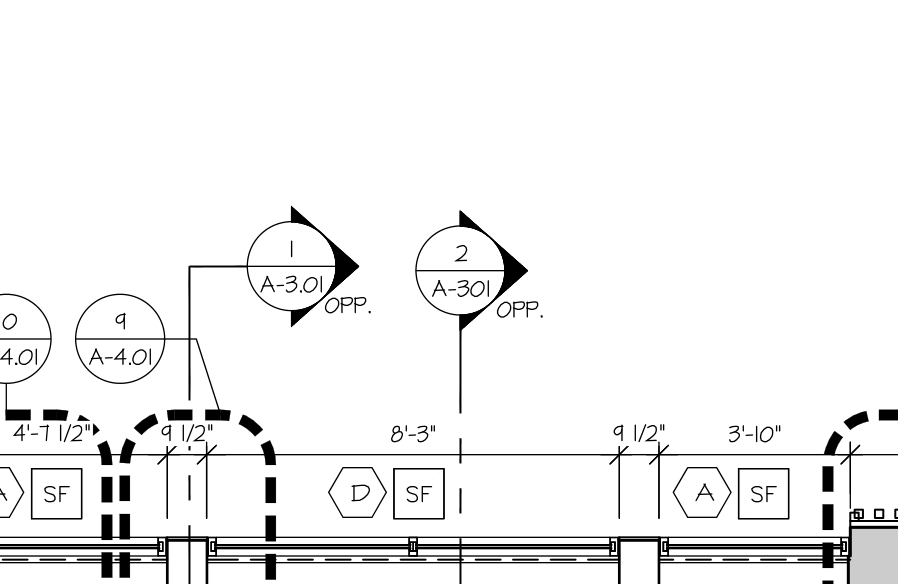 1
A-3.01
OPP.
2
A-301
OPP.
0
4.01
9
A-4.01
4'-7 1/2"
9 1/2"
8'-3"
9 1/2"
3'-10"
SF
D
SF
A
SF